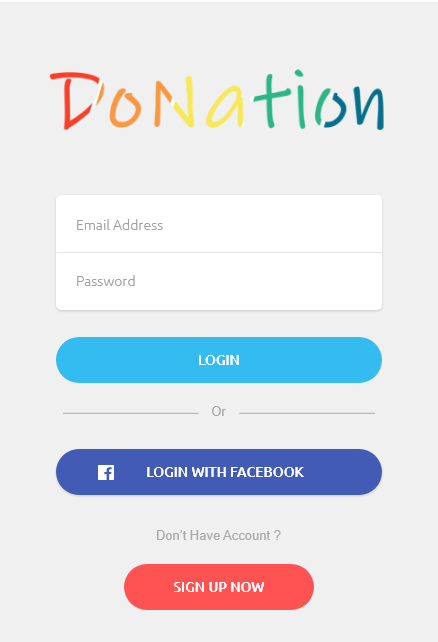 DoNation
Email Address
Password
LOGIN
Or
LOGIN WITH FACEBOOK
Don't Have Account ?
SIGN UP NOW